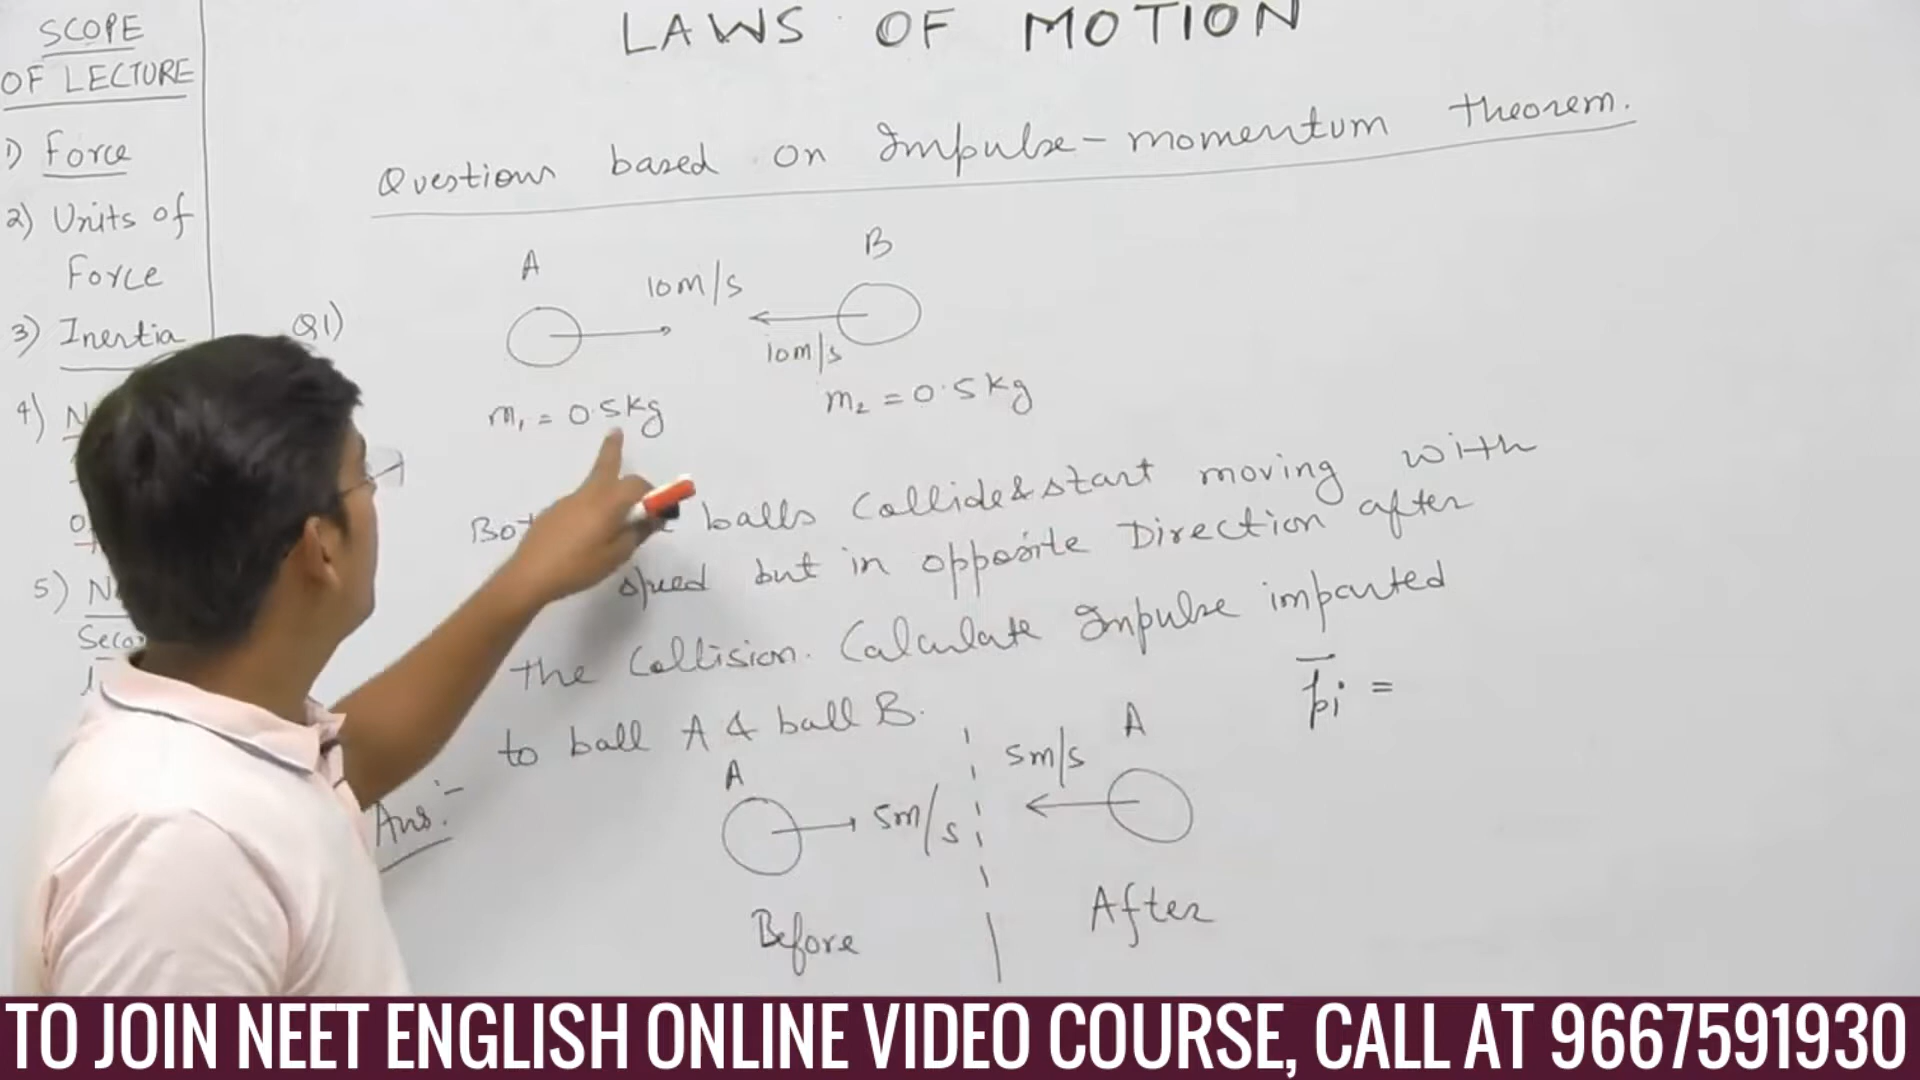 LAWS OF MOTION
SCOPE
OF LECTURE
1) Force
2) Units of
Force
3) Inertia
4)
5)
Questions based on Impulse-momentum theorem.
Q1)
A
10m/s
B
10m/s
m₁ = 0.5kg
m₂ = 0.5kg
balls Collide & start moving with
speed but in opposite Direction after
the Collision. Calculate Impulse imparted
to ball A & ball B.
Ans:-
A
5m/s
Before
5m/s
A
After
p̅i =
TO JOIN NEET ENGLISH ONLINE VIDEO COURSE, CALL AT 9667591930